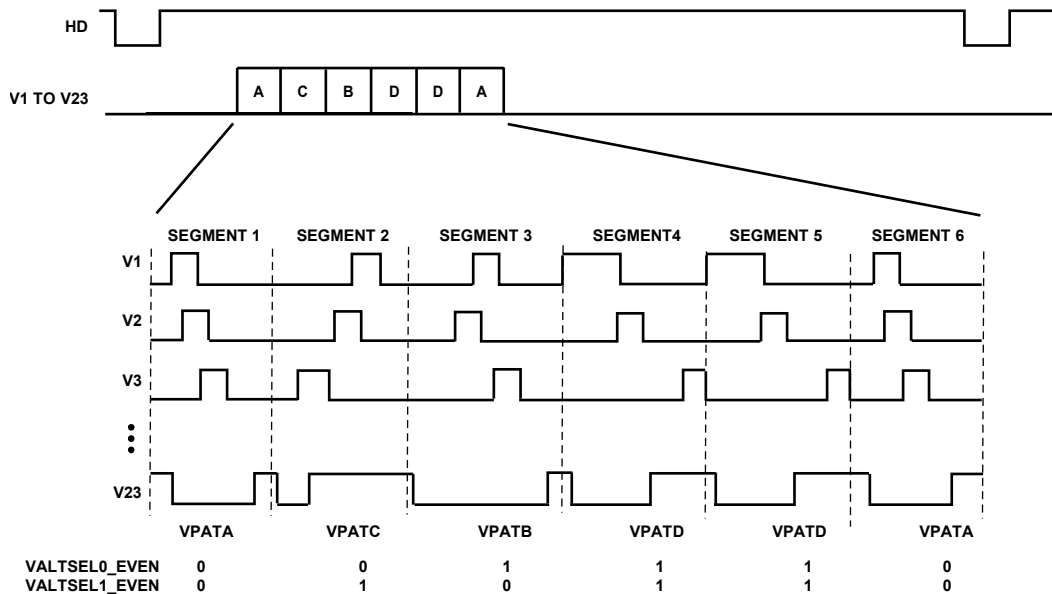 HD
V1 TO V23
A C B D D A
SEGMENT 1 SEGMENT 2 SEGMENT 3 SEGMENT4 SEGMENT 5 SEGMENT 6
V1
V2
V3
V23
VPATA VPATC VPATB VPATD VPATD VPATA
VALTSEL0_EVEN 0 0 1 1 1 0
VALTSEL1_EVEN 0 1 0 1 1 0